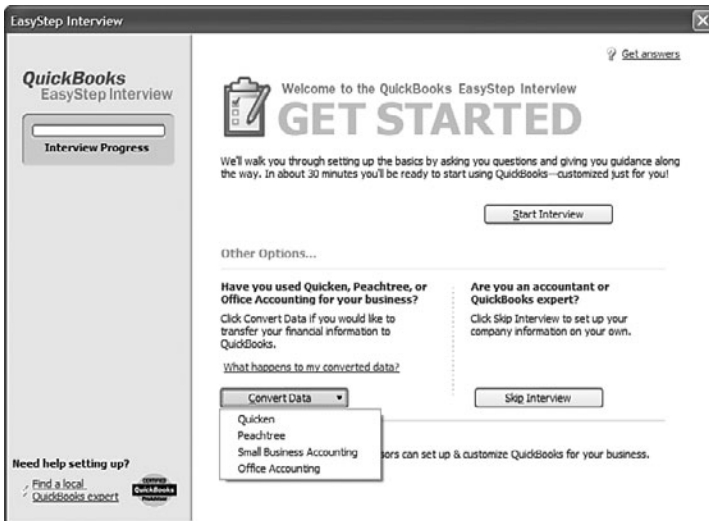 EasyStep Interview
Get answers
QuickBooks
EasyStep Interview
Interview Progress
Welcome to the QuickBooks EasyStep Interview
GET STARTED
We'll walk you through setting up the basics by asking you questions and giving you guidance along
the way. In about 30 minutes you'll be ready to start using QuickBooks—customized just for you!
Start Interview
Other Options...
Have you used Quicken, Peachtree, or
Office Accounting for your business?
Click Convert Data if you would like to
transfer your financial information to
QuickBooks.
What happens to my converted data?
Convert Data
Quicken
Peachtree
Small Business Accounting
Office Accounting
Are you an accountant or
QuickBooks expert?
Click Skip Interview to set up your
company information on your own.
Skip Interview
sors can set up & customize QuickBooks for your business.
Need help setting up?
Find a local
QuickBooks expert
CERTIFIED
QuickBooks
ProAdvisor